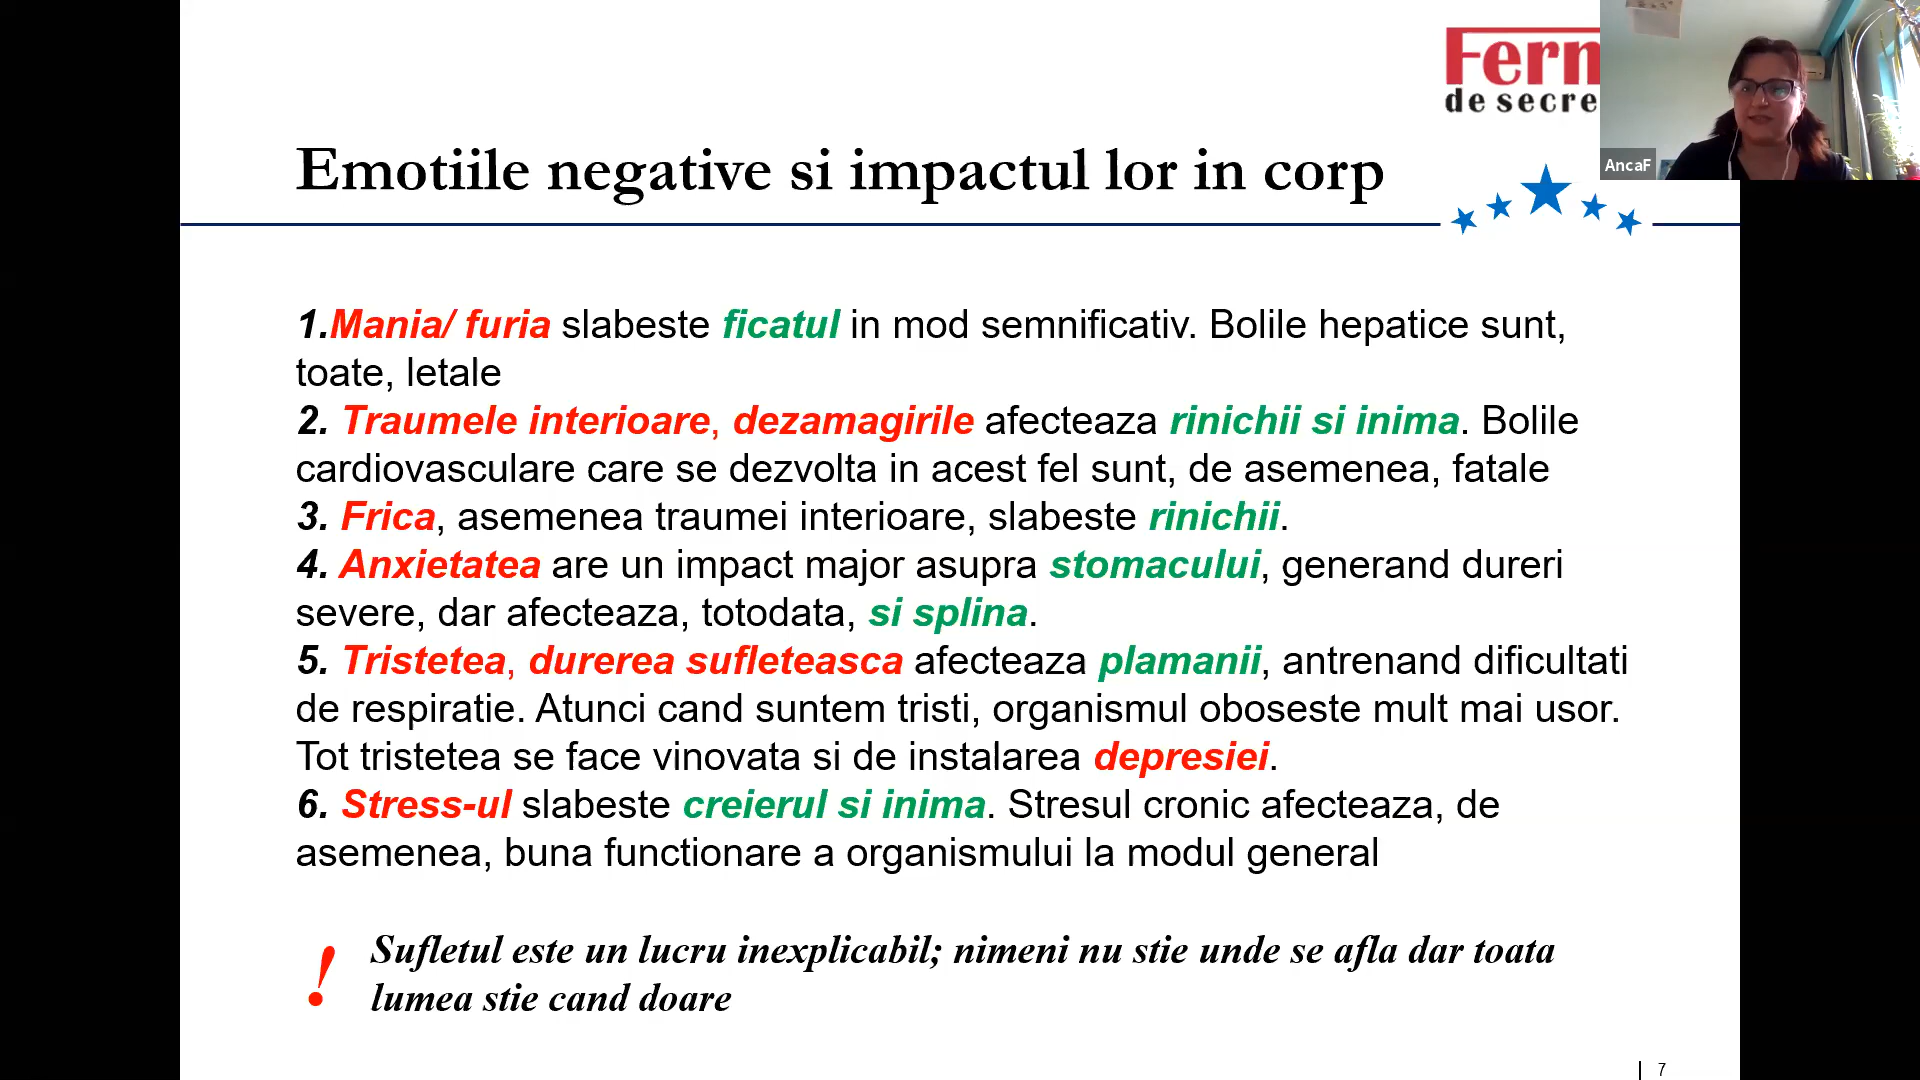 Fern
de secre
AncaF
Emotiile negative si impactul lor in corp
1.Mania/ furia slabeste ficatul in mod semnificativ. Bolile hepatice sunt,
toate, letale
2. Traumele interioare, dezamagirile afecteaza rinichii si inima. Bolile
cardiovasculare care se dezvolta in acest fel sunt, de asemenea, fatale
3. Frica, asemenea traumei interioare, slabeste rinichii.
4. Anxietatea are un impact major asupra stomacului, generand dureri
severe, dar afecteaza, totodata, si splina.
5. Tristetea, durerea sufleteasca afecteaza plamanii, antrenand dificultati
de respiratie. Atunci cand suntem tristi, organismul oboseste mult mai usor.
Tot tristetea se face vinovata si de instalarea depresiei.
6. Stress-ul slabeste creierul si inima. Stresul cronic afecteaza, de
asemenea, buna functionare a organismului la modul general
! Sufletul este un lucru inexplicabil; nimeni nu stie unde se afla dar toata
lumea stie cand doare
| 7